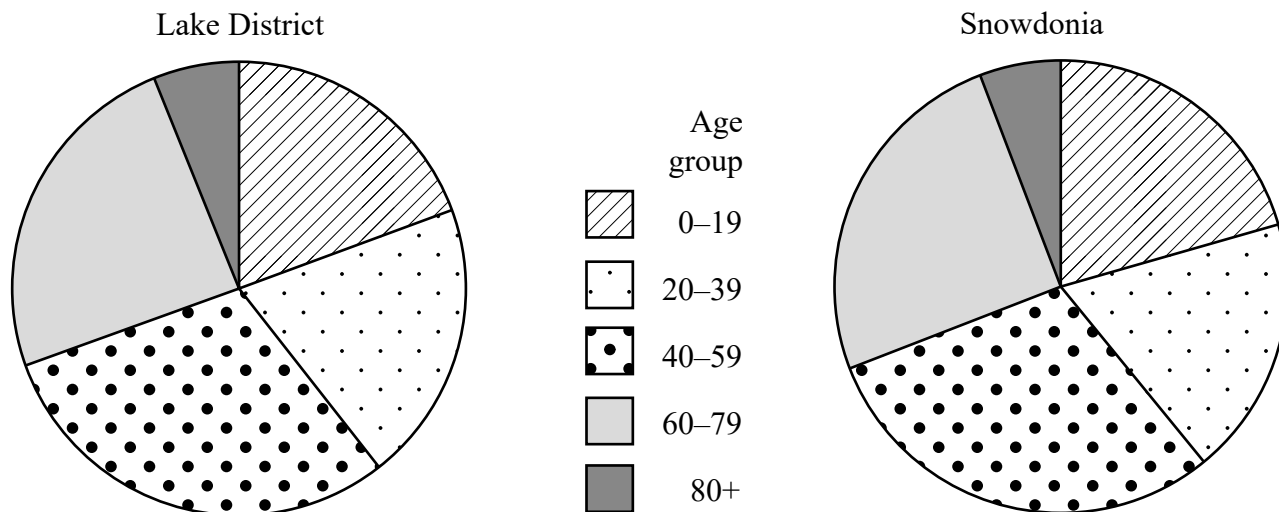 Lake District
Snowdonia
Age
group
0–19
20–39
40–59
60–79
80+